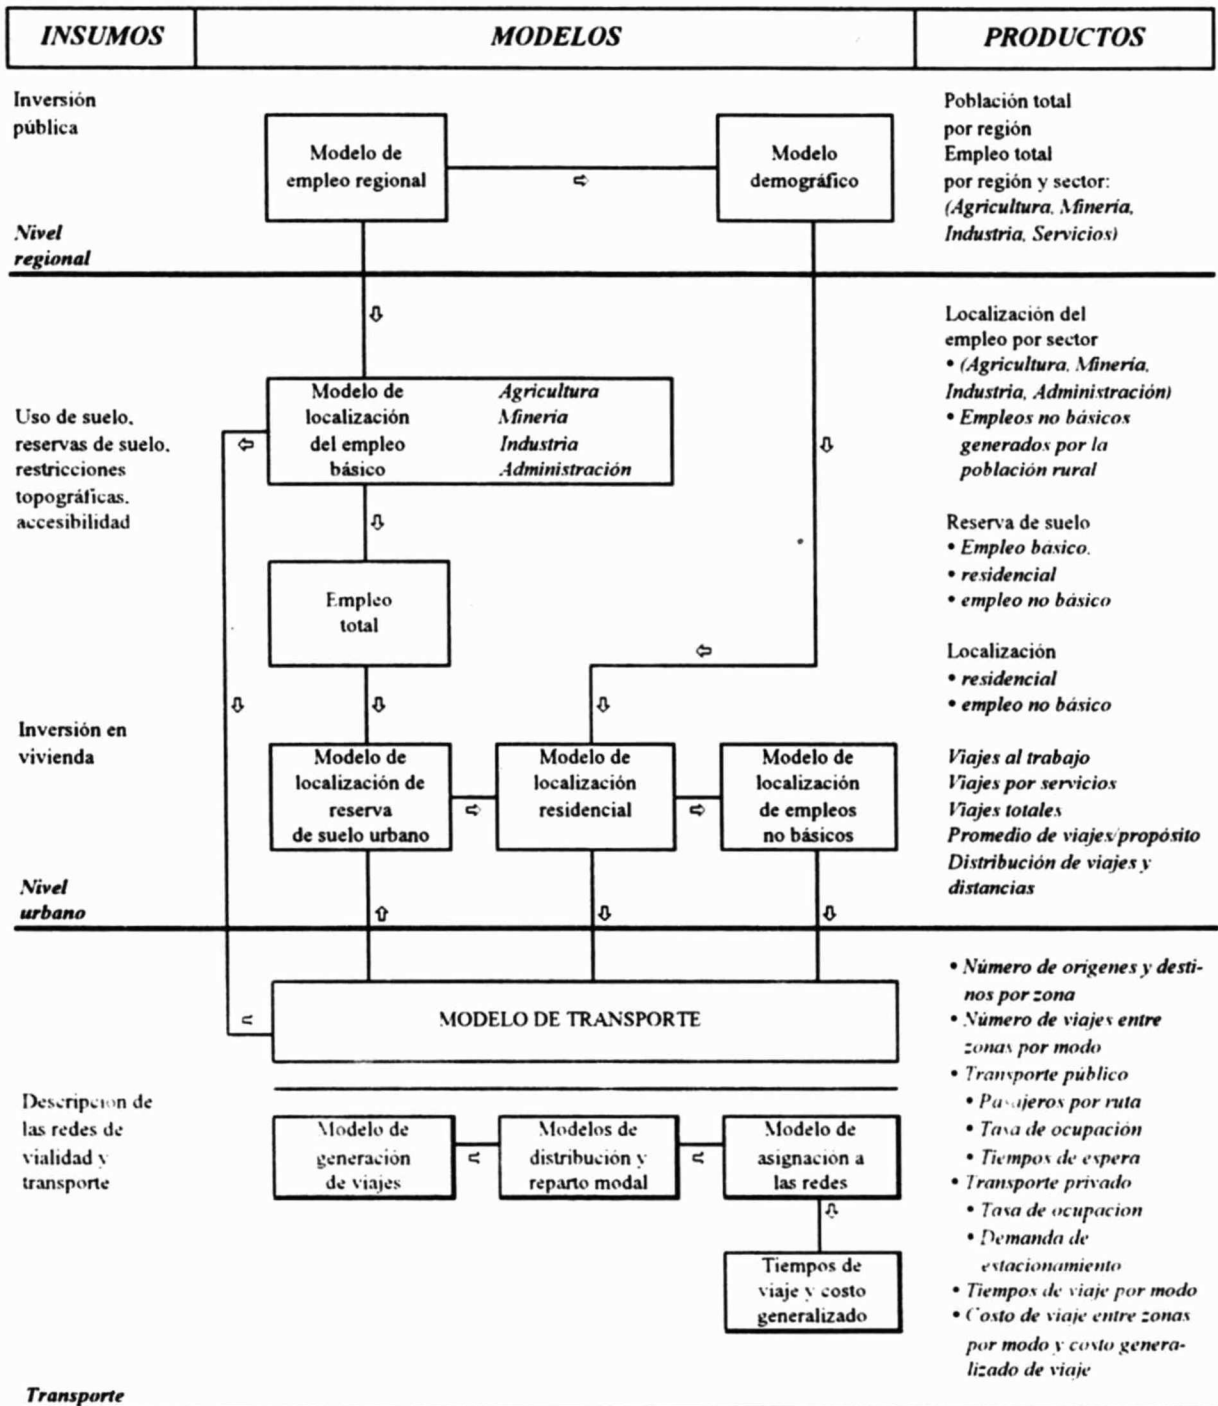 INSUMOS
MODELOS
PRODUCTOS
Inversión
pública
Modelo de
empleo regional
Modelo
demográfico
Población total
por región
Empleo total
por región y sector:
(Agricultura, Minería,
Industria, Servicios)
Nivel
regional
Uso de suelo,
reservas de suelo,
restricciones
topográficas,
accesibilidad
Modelo de
localización
del empleo
básico
Agricultura
Minería
Industria
Administración
Localización del
empleo por sector
• (Agricultura, Minería,
Industria, Administración)
• Empleos no básicos
generados por la
población rural
Empleo
total
Reserva de suelo
• Empleo básico.
• residencial
• empleo no básico
Localización
• residencial
• empleo no básico
Inversión en
vivienda
Modelo de
localización de
reserva
de suelo urbano
Modelo de
localización
residencial
Modelo de
localización
de empleos
no básicos
Viajes al trabajo
Viajes por servicios
Viajes totales
Promedio de viajes/propósito
Distribución de viajes y
distancias
Nivel
urbano
MODELO DE TRANSPORTE
Descripcion de
las redes de
vialidad y
transporte
Modelo de
generación
de viajes
Modelos de
distribución y
reparto modal
Modelo de
asignación a
las redes
Tiempos de
viaje y costo
generalizado
• Número de orígenes y desti-
nos por zona
• Número de viajes entre
zonas por modo
• Transporte público
• Pasajeros por ruta
• Tasa de ocupación
• Tiempos de espera
• Transporte privado
• Tasa de ocupacion
• Demanda de
estacionamiento
• Tiempos de viaje por modo
• Costo de viaje entre zonas
por modo y costo genera-
lizado de viaje
Transporte